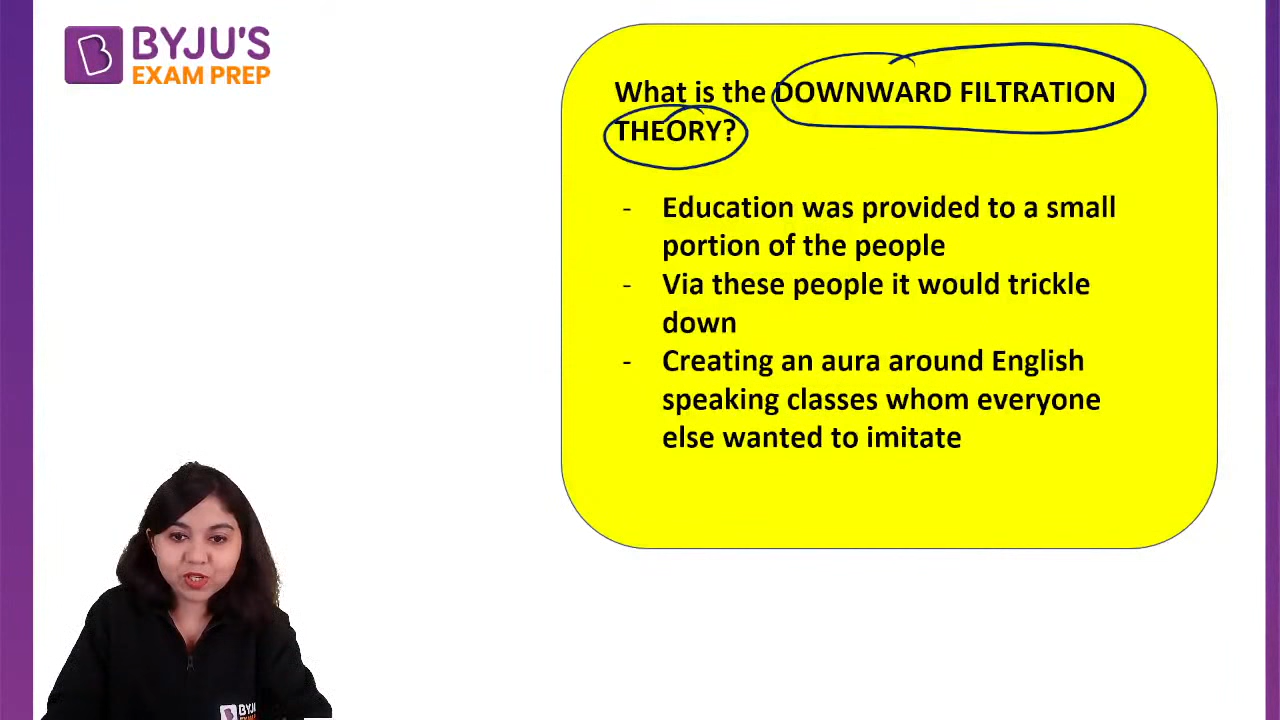 BYJU'S
EXAM PREP
What is the DOWNWARD FILTRATION
THEORY?
- Education was provided to a small
portion of the people
- Via these people it would trickle
down
- Creating an aura around English
speaking classes whom everyone
else wanted to imitate